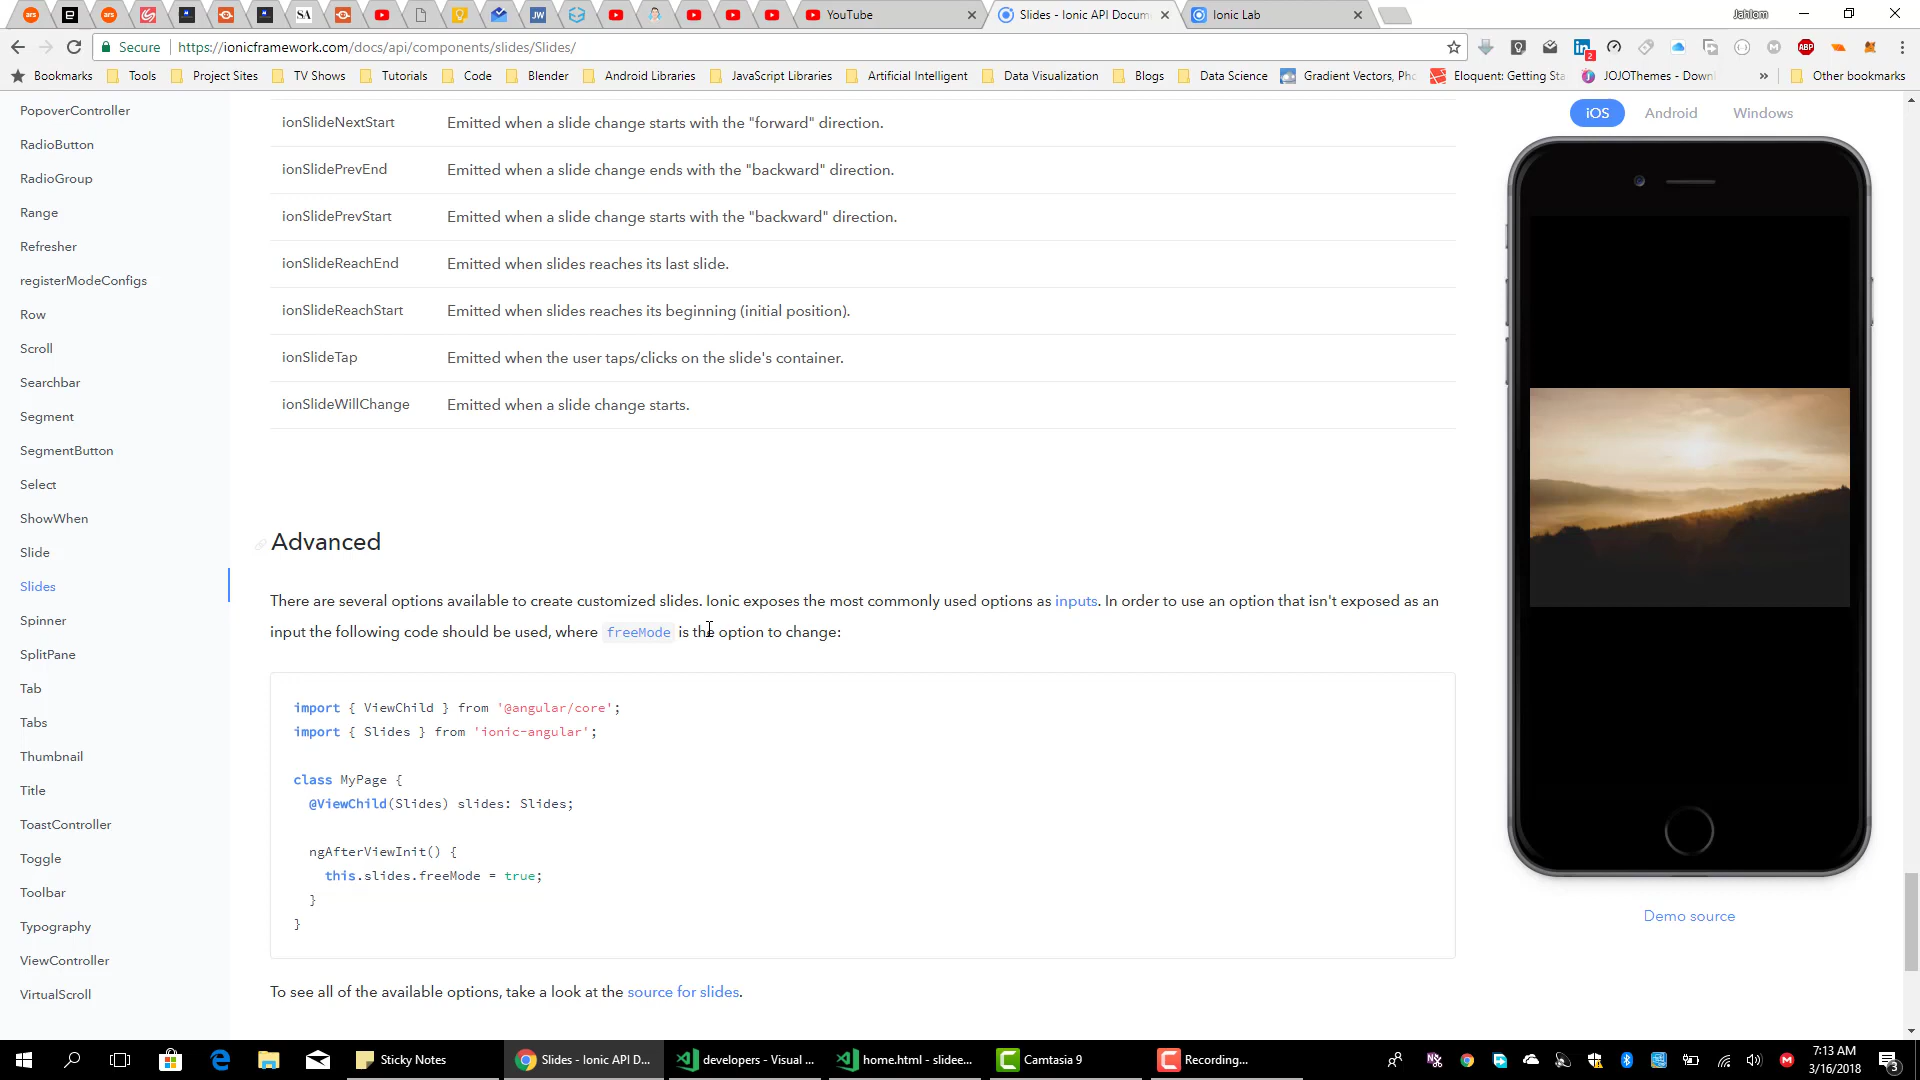 ars
SA
JW
YouTube
Slides - Ionic API Docum
Ionic Lab
Jahlom
Secure
https://ionicframework.com/docs/api/components/slides/Slides/
2
ABP
Bookmarks
Tools
Project Sites
TV Shows
Tutorials
Code
Blender
Android Libraries
JavaScript Libraries
Artificial Intelligent
Data Visualization
Blogs
Data Science
Gradient Vectors, Pho
Eloquent: Getting Sta
JOJOThemes - Downl
»
Other bookmarks
PopoverController
RadioButton
RadioGroup
Range
Refresher
registerModeConfigs
Row
Scroll
Searchbar
Segment
SegmentButton
Select
ShowWhen
Slide
Slides
Spinner
SplitPane
Tab
Tabs
Thumbnail
Title
ToastController
Toggle
Toolbar
Typography
ViewController
VirtualScroll
ionSlideNextStart Emitted when a slide change starts with the "forward" direction.
ionSlidePrevEnd Emitted when a slide change ends with the "backward" direction.
ionSlidePrevStart Emitted when a slide change starts with the "backward" direction.
ionSlideReachEnd Emitted when slides reaches its last slide.
ionSlideReachStart Emitted when slides reaches its beginning (initial position).
ionSlideTap Emitted when the user taps/clicks on the slide's container.
ionSlideWillChange Emitted when a slide change starts.
Advanced
There are several options available to create customized slides. Ionic exposes the most commonly used options as inputs. In order to use an option that isn't exposed as an
input the following code should be used, where freeMode is the option to change:
import { ViewChild } from '@angular/core';
import { Slides } from 'ionic-angular';
class MyPage {
@ViewChild(Slides) slides: Slides;
ngAfterViewInit() {
this.slides.freeMode = true;
}
}
To see all of the available options, take a look at the source for slides.
iOS
Android
Windows
Demo source
Sticky Notes
Slides - Ionic API D...
developers - Visual ...
home.html - slidee...
Camtasia 9
Recording...
7:13 AM
3/16/2018
3